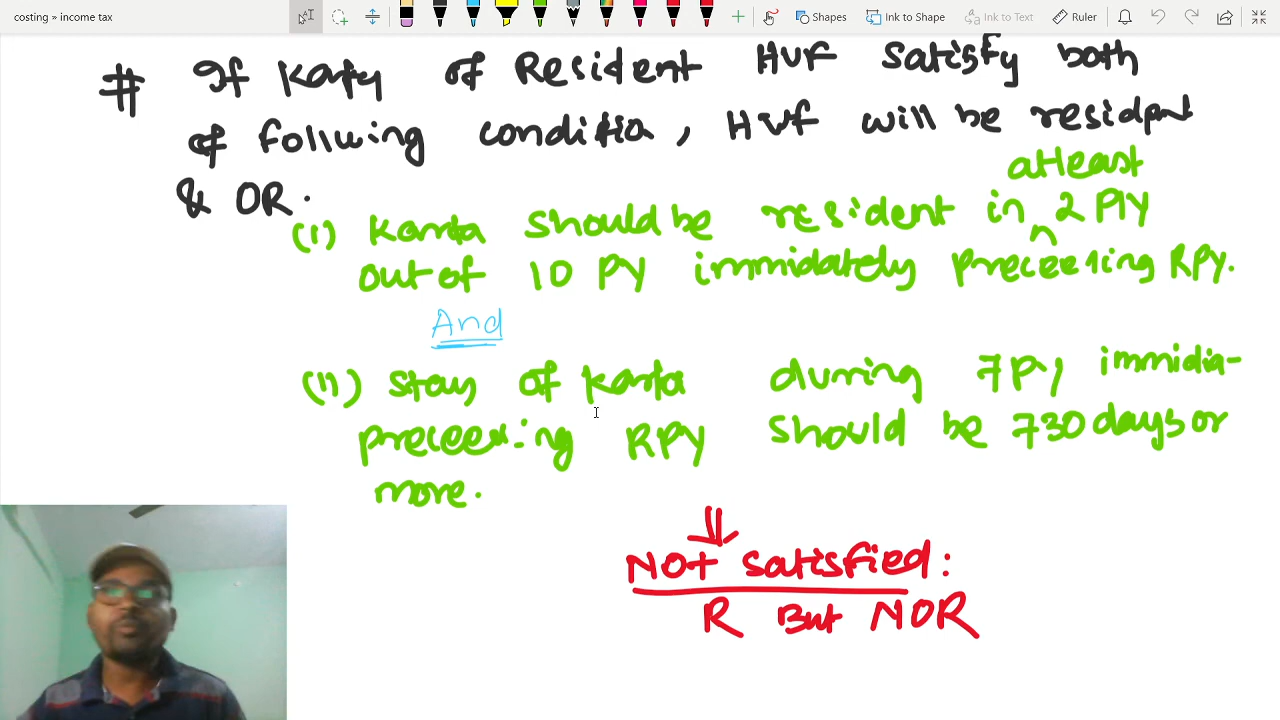 costing » income tax
Shapes Ink to Shape Ink to Text Ruler
# If Karta of Resident HUF Satisfy both
of follwing condition, HUF will be resident
& OR.
atleast
(i) Karta should be resident in ^ 2 PY
out of 10 PY immidately preceeding RPY.
And
(ii) stay of karta during 7 PY immidia-
preceeding RPY should be 730 days or
more.
NOT satisfied:
R But NOR